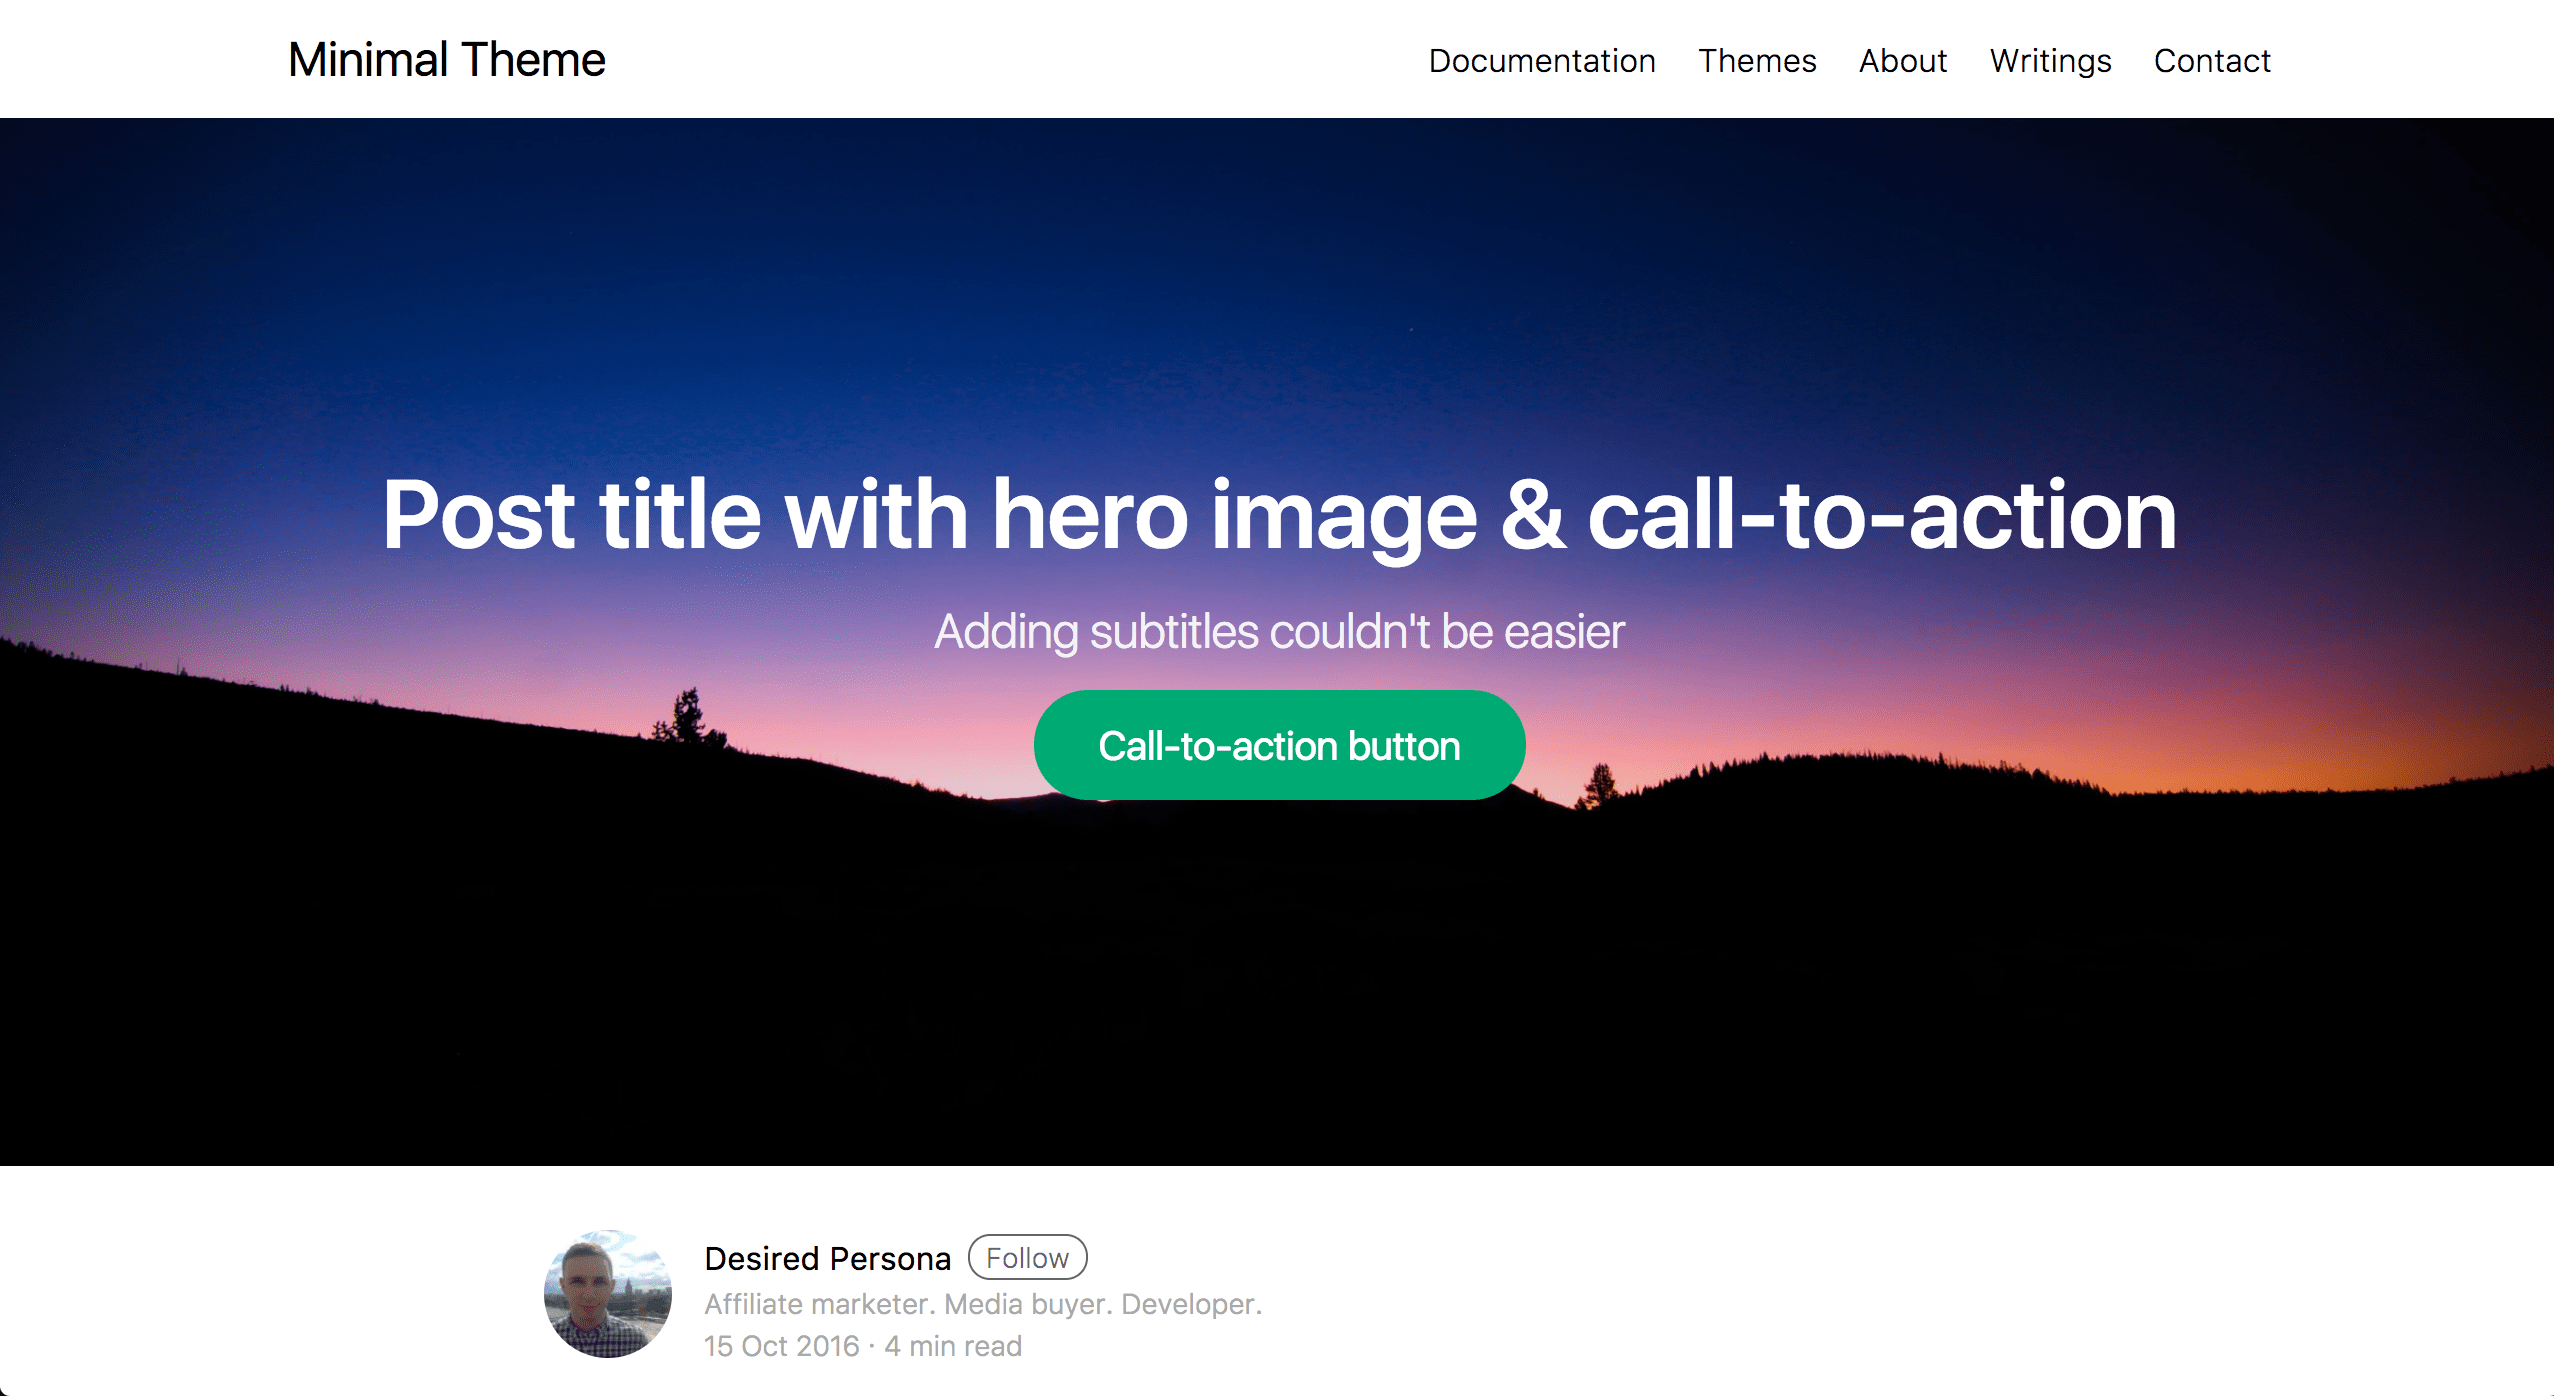 Minimal Theme
Documentation Themes About Writings Contact
Post title with hero image & call-to-action
Adding subtitles couldn't be easier
Call-to-action button
Desired Persona Follow
Affiliate marketer. Media buyer. Developer.
15 Oct 2016 · 4 min read